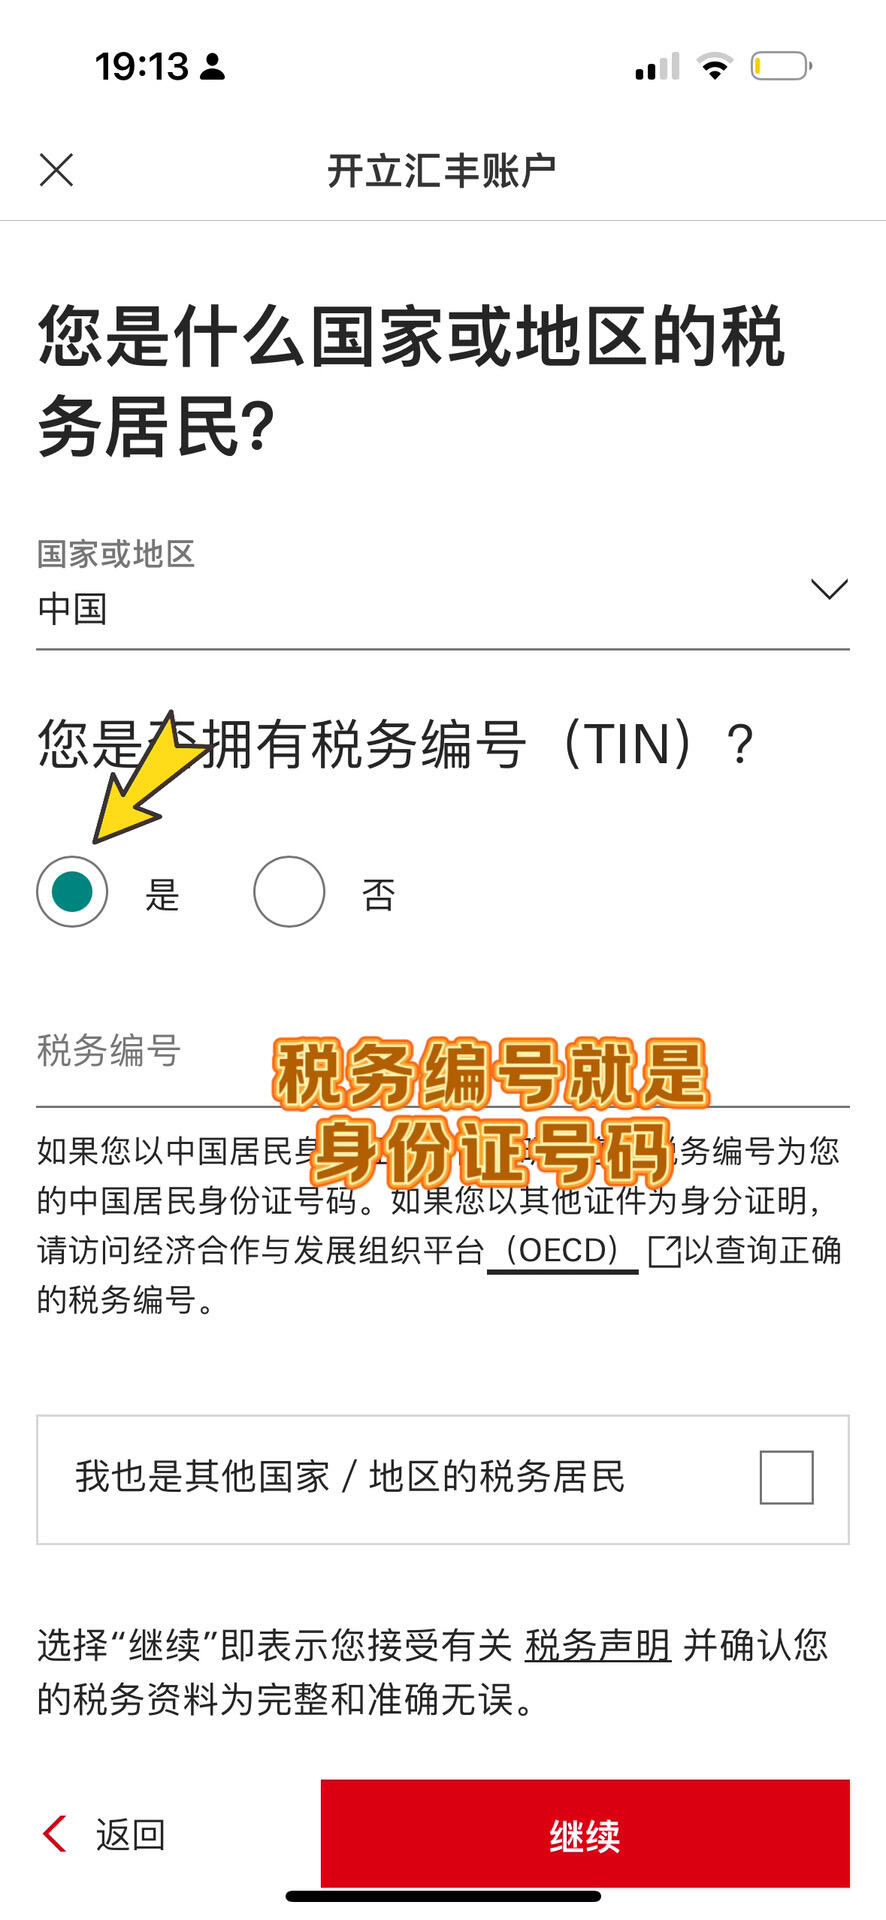 19:13
开立汇丰账户
您是什么国家或地区的税
务居民?
国家或地区
中国
您是否拥有税务编号（TIN）?
是 否
税务编号
税务编号就是
身份证号码
如果您以中国居民身 务编号为您
的中国居民身份证号码。如果您以其他证件为身分证明，
请访问经济合作与发展组织平台（OECD）以查询正确
的税务编号。
我也是其他国家 / 地区的税务居民
选择“继续”即表示您接受有关 税务声明 并确认您
的税务资料为完整和准确无误。
返回
继续